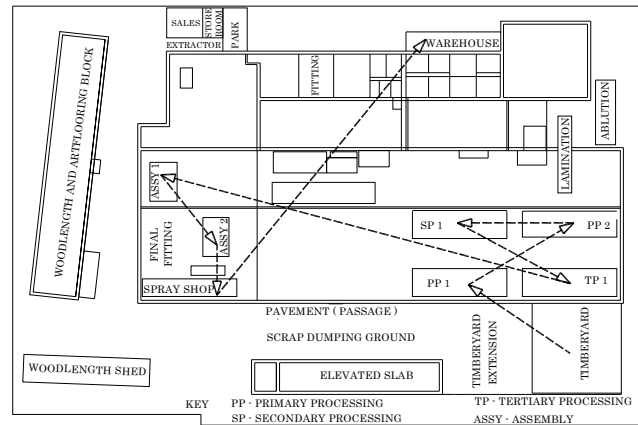 SALES
STORE
ROOM
EXTRACTOR
PARK
WAREHOUSE
FITTING
ABLUTION
LAMINATION
WOODLENGTH AND ARTFLOORING BLOCK
ASSY 1
ASSY 2
FINAL
FITTING
SP 1
PP 2
SPRAY SHOP
PP 1
TP 1
PAVEMENT ( PASSAGE )
SCRAP DUMPING GROUND
TIMBERYARD
EXTENSION
TIMBERYARD
WOODLENGTH SHED
ELEVATED SLAB
KEY PP - PRIMARY PROCESSING TP - TERTIARY PROCESSING
SP - SECONDARY PROCESSING ASSY - ASSEMBLY